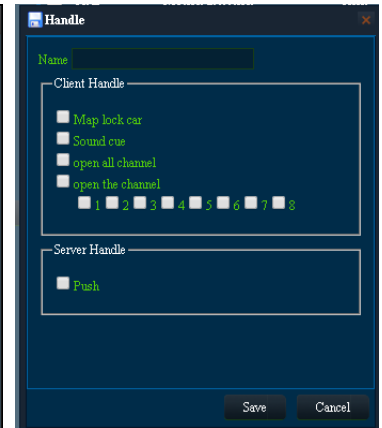 Handle
Name
Client Handle
Map lock car
Sound cue
open all channel
open the channel
1 2 3 4 5 6 7 8
Server Handle
Push
Save Cancel